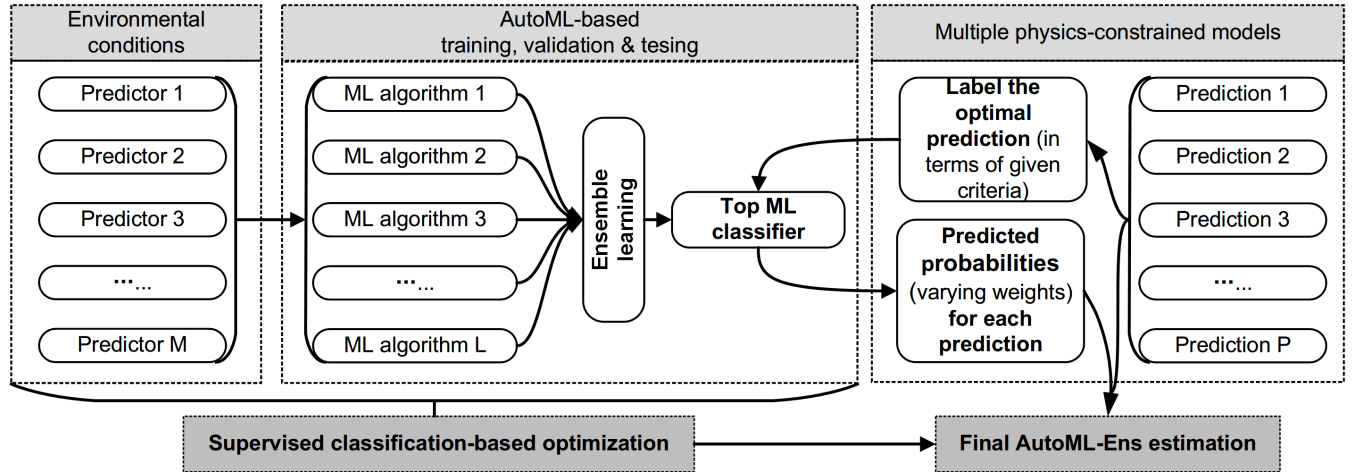 Environmental
conditions
Predictor 1
Predictor 2
Predictor 3
......
Predictor M
AutoML-based
training, validation & tesing
ML algorithm 1
ML algorithm 2
ML algorithm 3
......
ML algorithm L
Ensemble
learning
Top ML
classifier
Multiple physics-constrained models
Label the
optimal
prediction (in
terms of given
criteria)
Predicted
probabilities
(varying weights)
for each
prediction
Prediction 1
Prediction 2
Prediction 3
......
Prediction P
Supervised classification-based optimization
Final AutoML-Ens estimation